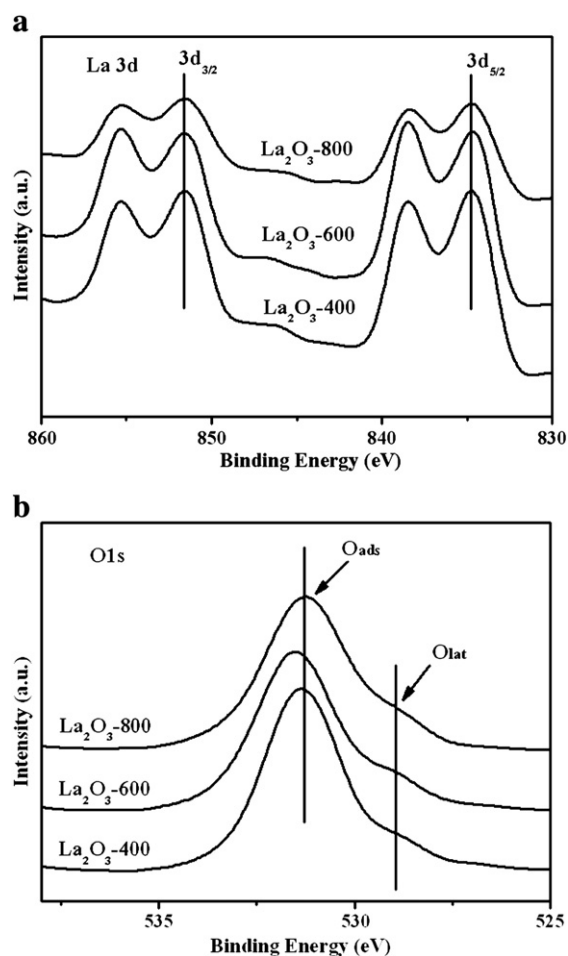 a
La 3d
3d3/2
3d5/2
La2O3-800
La2O3-600
La2O3-400
Intensity (a.u.)
860 850 840 830
Binding Energy (eV)
b
O1s
Oads
Olat
La2O3-800
La2O3-600
La2O3-400
Intensity (a.u.)
535 530 525
Binding Energy (eV)